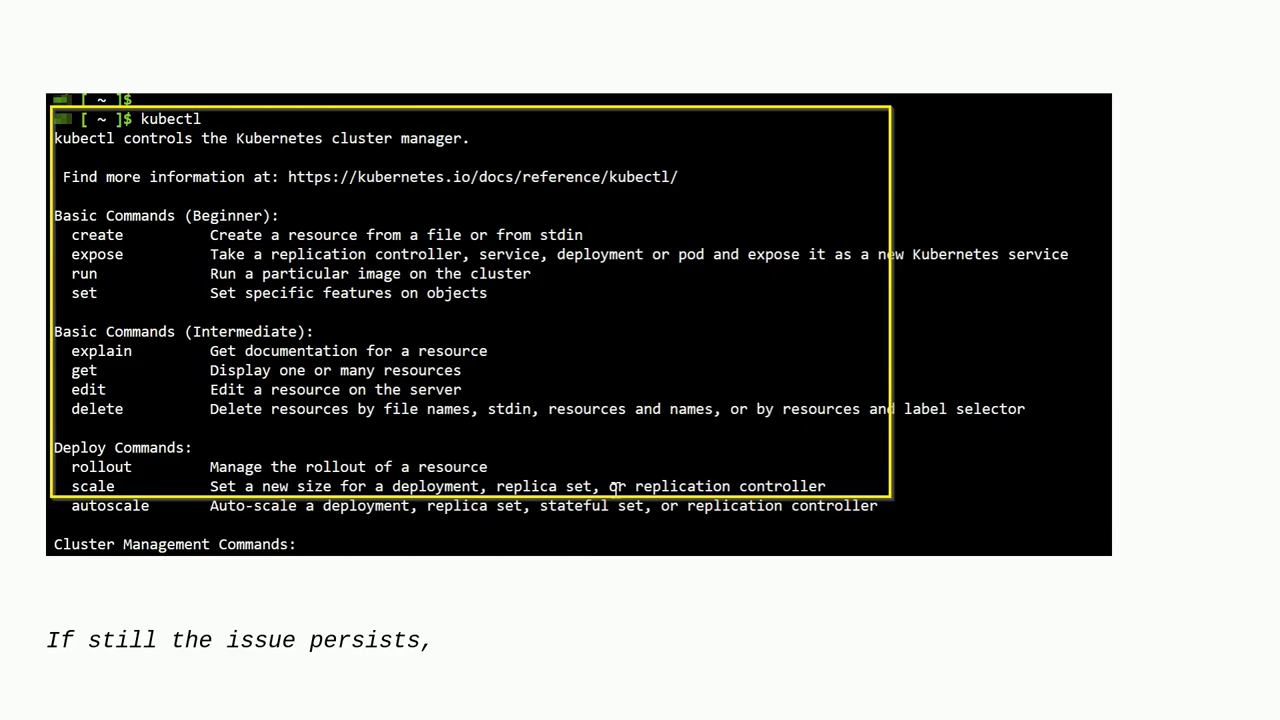 [ ~ ]$
[ ~ ]$ kubectl
kubectl controls the Kubernetes cluster manager.
Find more information at: https://kubernetes.io/docs/reference/kubectl/
Basic Commands (Beginner):
create Create a resource from a file or from stdin
expose Take a replication controller, service, deployment or pod and expose it as a new Kubernetes service
run Run a particular image on the cluster
set Set specific features on objects
Basic Commands (Intermediate):
explain Get documentation for a resource
get Display one or many resources
edit Edit a resource on the server
delete Delete resources by file names, stdin, resources and names, or by resources and label selector
Deploy Commands:
rollout Manage the rollout of a resource
scale Set a new size for a deployment, replica set, or replication controller
autoscale Auto-scale a deployment, replica set, stateful set, or replication controller
Cluster Management Commands:
If still the issue persists,